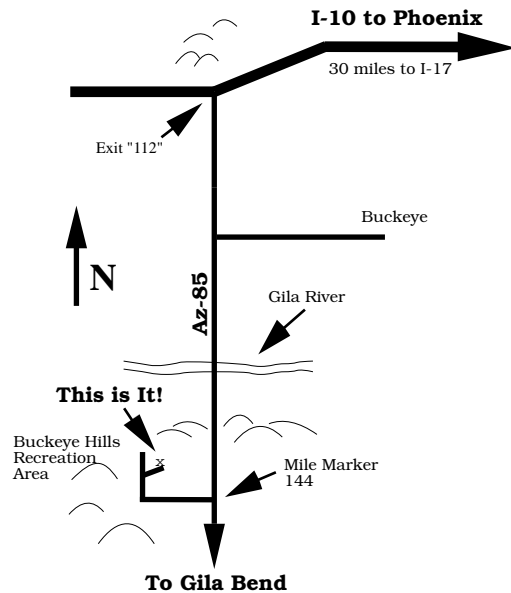 I-10 to Phoenix
30 miles to I-17
Exit "112"
Buckeye
N
Az-85
Gila River
This is It!
Buckeye Hills
Recreation
Area
x
Mile Marker
144
To Gila Bend